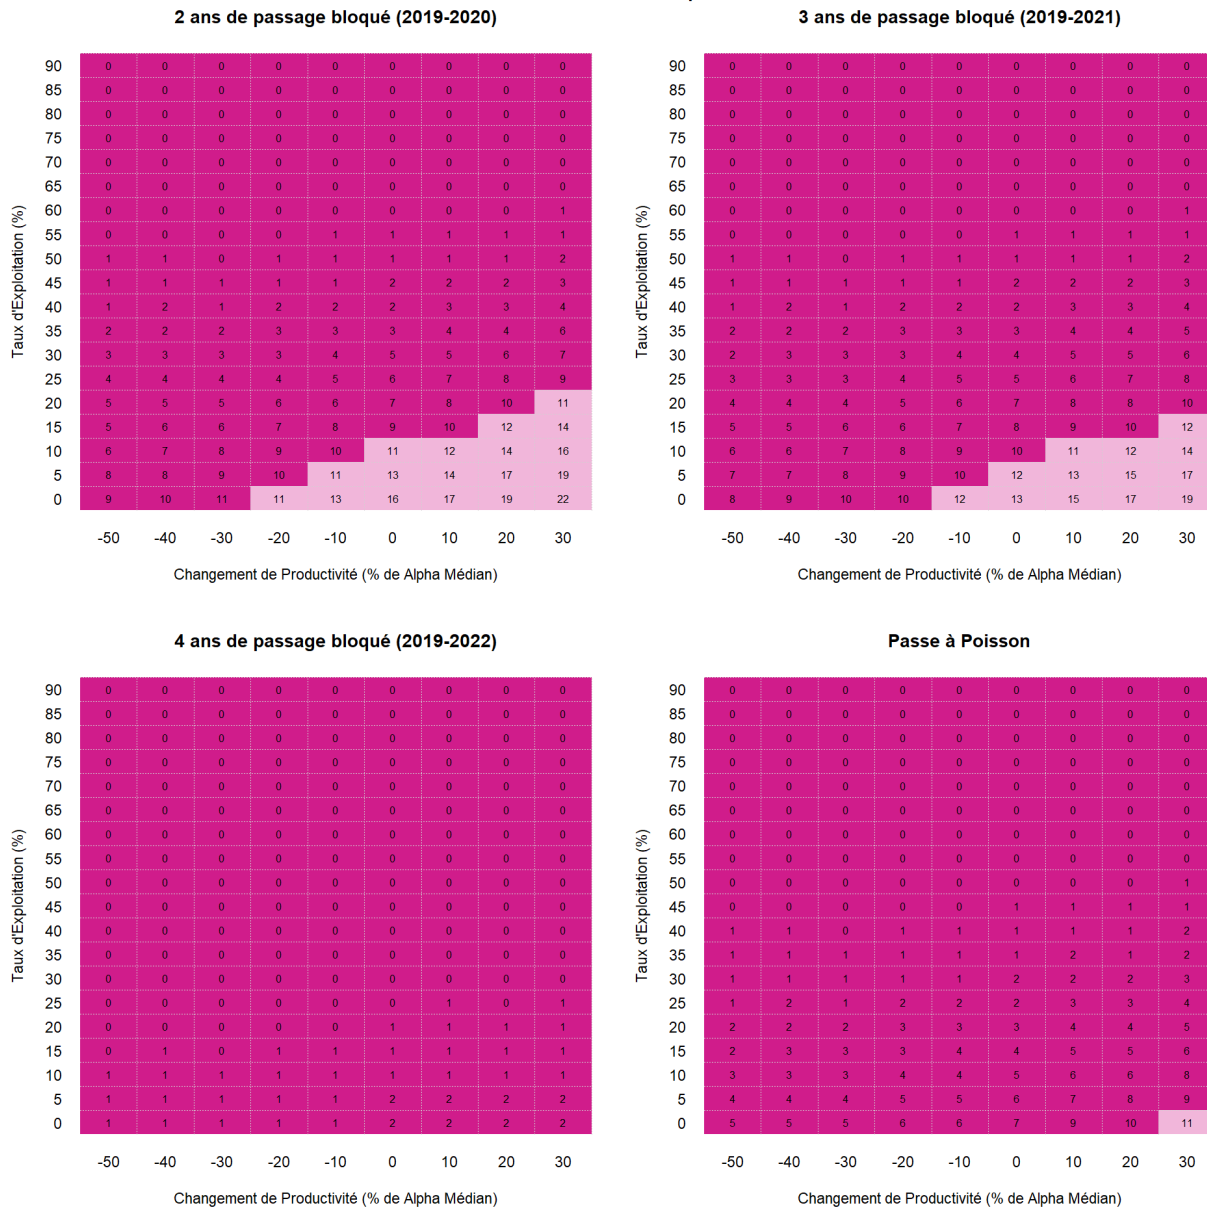 2 ans de passage bloqué (2019-2020)
Taux d'Exploitation (%)
90 0 0 0 0 0 0 0 0 0
85 0 0 0 0 0 0 0 0 0
80 0 0 0 0 0 0 0 0 0
75 0 0 0 0 0 0 0 0 0
70 0 0 0 0 0 0 0 0 0
65 0 0 0 0 0 0 0 0 0
60 0 0 0 0 0 0 0 0 1
55 0 0 0 0 1 1 1 1 1
50 1 1 0 1 1 1 1 1 2
45 1 1 1 1 1 2 2 2 3
40 1 2 1 2 2 2 3 3 4
35 2 2 2 3 3 3 4 4 6
30 3 3 3 3 4 5 5 6 7
25 4 4 4 4 5 6 7 8 9
20 5 5 5 6 6 7 8 10 11
15 5 6 6 7 8 9 10 12 14
10 6 7 8 9 10 11 12 14 16
5 8 8 9 10 11 13 14 17 19
0 9 10 11 11 13 16 17 19 22
-50 -40 -30 -20 -10 0 10 20 30
Changement de Productivité (% de Alpha Médian)
3 ans de passage bloqué (2019-2021)
Taux d'Exploitation (%)
90 0 0 0 0 0 0 0 0 0
85 0 0 0 0 0 0 0 0 0
80 0 0 0 0 0 0 0 0 0
75 0 0 0 0 0 0 0 0 0
70 0 0 0 0 0 0 0 0 0
65 0 0 0 0 0 0 0 0 0
60 0 0 0 0 0 0 0 0 1
55 0 0 0 0 0 1 1 1 1
50 1 1 0 1 1 1 1 1 2
45 1 1 1 1 1 2 2 2 3
40 1 2 1 2 2 2 3 3 4
35 2 2 2 3 3 3 4 4 5
30 2 3 3 3 4 4 5 5 6
25 3 3 3 4 5 5 6 7 8
20 4 4 4 5 6 7 8 8 10
15 5 5 6 6 7 8 9 10 12
10 6 6 7 8 9 10 11 12 14
5 7 7 8 9 10 12 13 15 17
0 8 9 10 10 12 13 15 17 19
-50 -40 -30 -20 -10 0 10 20 30
Changement de Productivité (% de Alpha Médian)
4 ans de passage bloqué (2019-2022)
Taux d'Exploitation (%)
90 0 0 0 0 0 0 0 0 0
85 0 0 0 0 0 0 0 0 0
80 0 0 0 0 0 0 0 0 0
75 0 0 0 0 0 0 0 0 0
70 0 0 0 0 0 0 0 0 0
65 0 0 0 0 0 0 0 0 0
60 0 0 0 0 0 0 0 0 0
55 0 0 0 0 0 0 0 0 0
50 0 0 0 0 0 0 0 0 0
45 0 0 0 0 0 0 0 0 0
40 0 0 0 0 0 0 0 0 0
35 0 0 0 0 0 0 0 0 0
30 0 0 0 0 0 0 0 0 0
25 0 0 0 0 0 0 1 0 1
20 0 0 0 0 0 1 1 1 1
15 0 1 0 1 1 1 1 1 1
10 1 1 1 1 1 1 1 1 1
5 1 1 1 1 1 2 2 2 2
0 1 1 1 1 1 2 2 2 2
-50 -40 -30 -20 -10 0 10 20 30
Changement de Productivité (% de Alpha Médian)
Passe à Poisson
Taux d'Exploitation (%)
90 0 0 0 0 0 0 0 0 0
85 0 0 0 0 0 0 0 0 0
80 0 0 0 0 0 0 0 0 0
75 0 0 0 0 0 0 0 0 0
70 0 0 0 0 0 0 0 0 0
65 0 0 0 0 0 0 0 0 0
60 0 0 0 0 0 0 0 0 0
55 0 0 0 0 0 0 0 0 0
50 0 0 0 0 0 0 0 0 1
45 0 0 0 0 0 1 1 1 1
40 1 1 0 1 1 1 1 1 2
35 1 1 1 1 1 1 2 1 2
30 1 1 1 1 1 2 2 2 3
25 1 2 1 2 2 2 3 3 4
20 2 2 2 3 3 3 4 4 5
15 2 3 3 3 4 4 5 5 6
10 3 3 3 4 4 5 6 6 8
5 4 4 4 5 5 6 7 8 9
0 5 5 5 6 6 7 9 10 11
-50 -40 -30 -20 -10 0 10 20 30
Changement de Productivité (% de Alpha Médian)